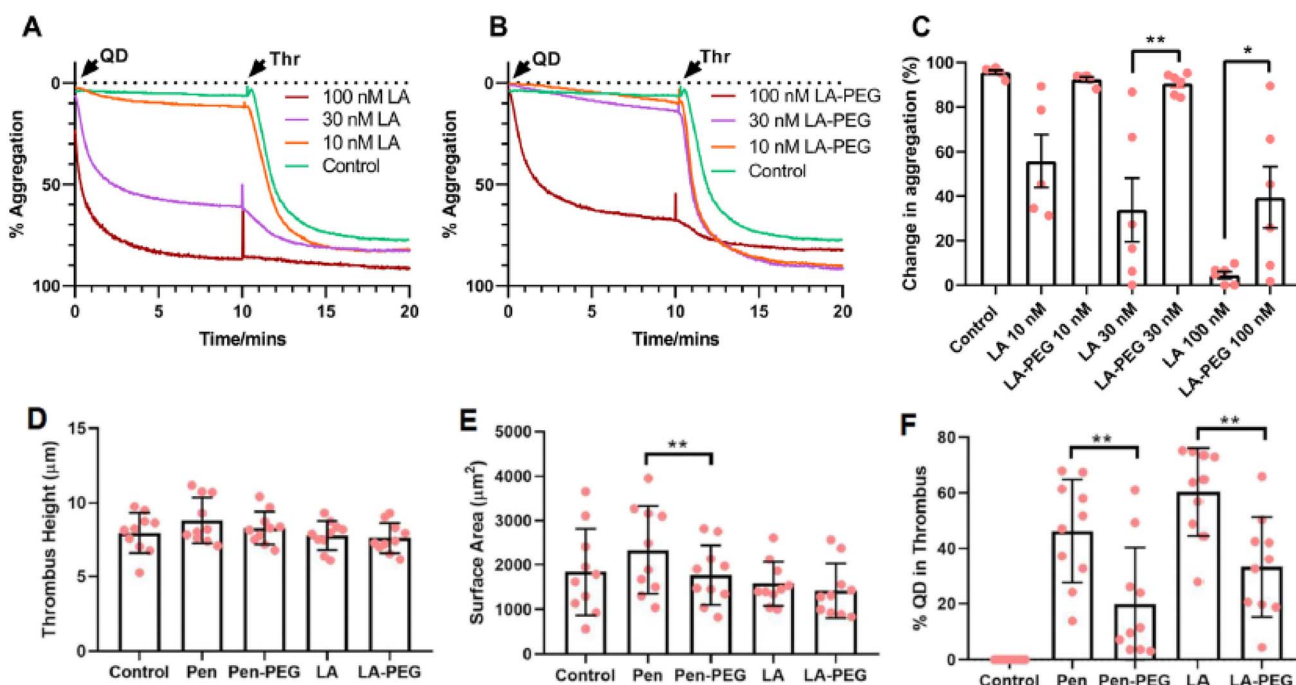 A
QD
Thr
% Aggregation
0
50
100
100 nM LA
30 nM LA
10 nM LA
Control
0
5
10
15
20
Time/mins
B
QD
Thr
% Aggregation
0
50
100
100 nM LA-PEG
30 nM LA-PEG
10 nM LA-PEG
Control
0
5
10
15
20
Time/mins
C
Change in aggregation (%)
100
80
60
40
20
0
**
*
Control
LA 10 nM
LA-PEG 10 nM
LA 30 nM
LA-PEG 30 nM
LA 100 nM
LA-PEG 100 nM
D
Thrombus Height (μm)
15
10
5
0
Control
Pen
Pen-PEG
LA
LA-PEG
E
Surface Area (μm²)
5000
4000
3000
2000
1000
0
**
Control
Pen
Pen-PEG
LA
LA-PEG
F
% QD in Thrombus
80
60
40
20
0
**
**
Control
Pen
Pen-PEG
LA
LA-PEG